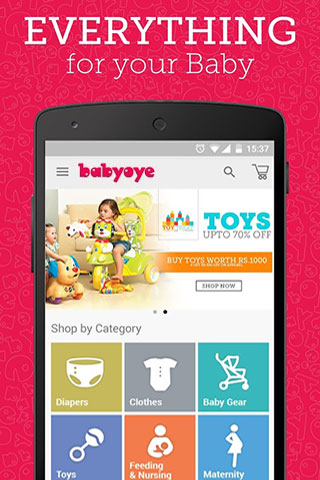 EVERYTHING
for your Baby
15:37
babyoye
TOYS
UPTO 70% OFF
BUY TOYS WORTH RS.1000
SHOP NOW
Shop by Category
Diapers
Clothes
Baby Gear
Toys
Feeding
& Nursing
Maternity